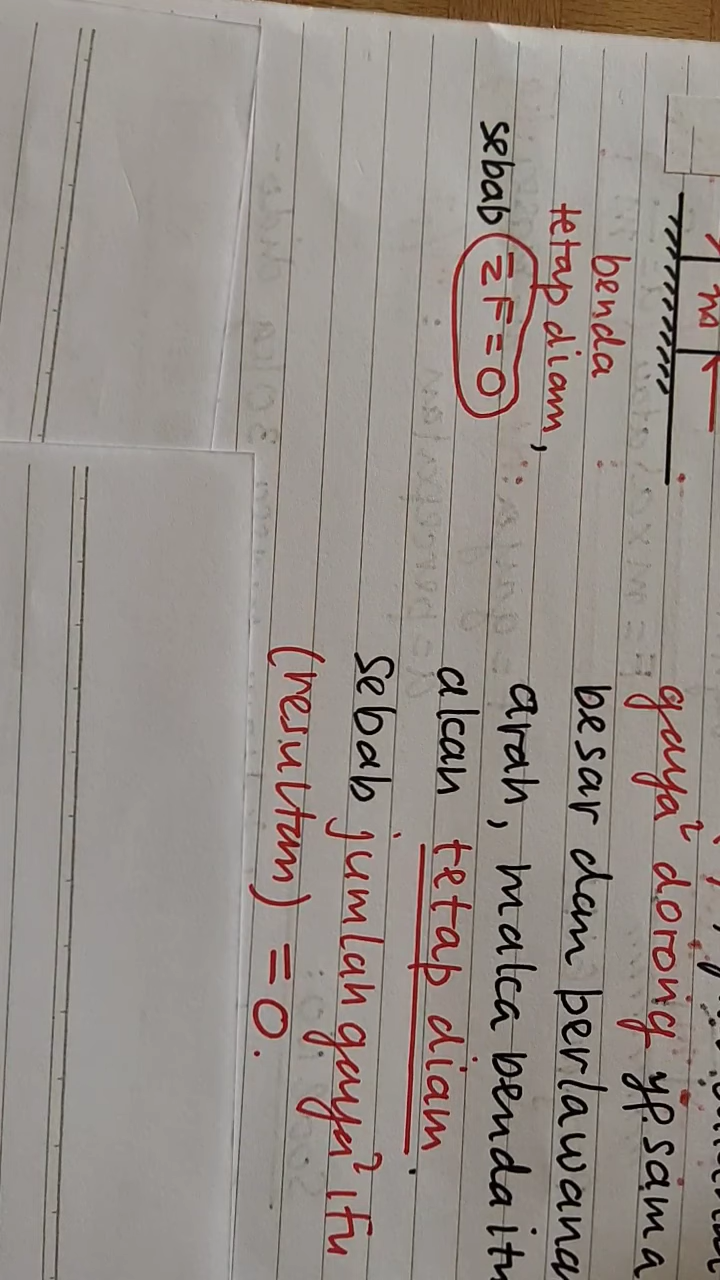 m
benda
tetap diam,
sebab ΣF = 0
gaya² dorong yg sama
besar dan berlawana
arah, maka benda itu
akan tetap diam.
Sebab jumlah gaya² itu
(resultan) = 0.